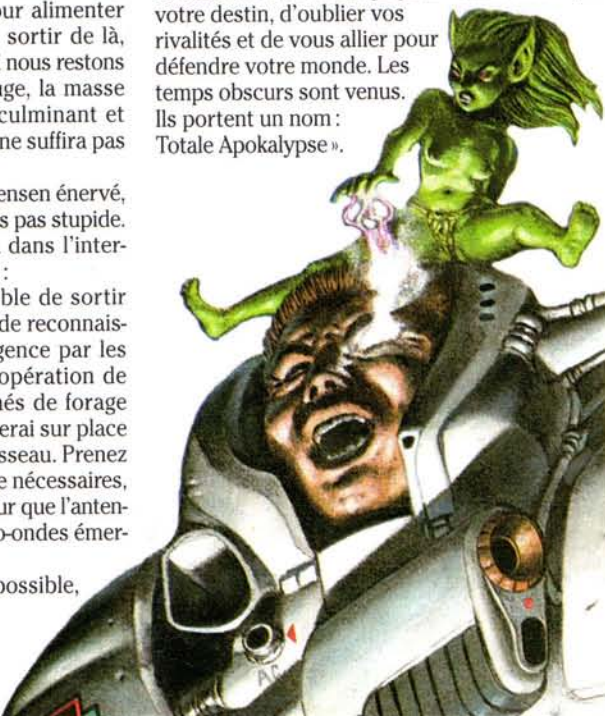 our alimenter
sortir de là,
nous restons
ge, la masse
culminant et
ne suffira pas
ensen énervé,
s pas stupide.
dans l'inter-
:
ble de sortir
de reconnais-
gence par les
opération de
és de forage
erai sur place
sseau. Prenez
e nécessaires,
ur que l'anten-
o-ondes émer-
possible,
votre destin, d'oublier vos
rivalités et de vous allier pour
défendre votre monde. Les
temps obscurs sont venus.
Ils portent un nom :
Totale Apokalypse ».
AC